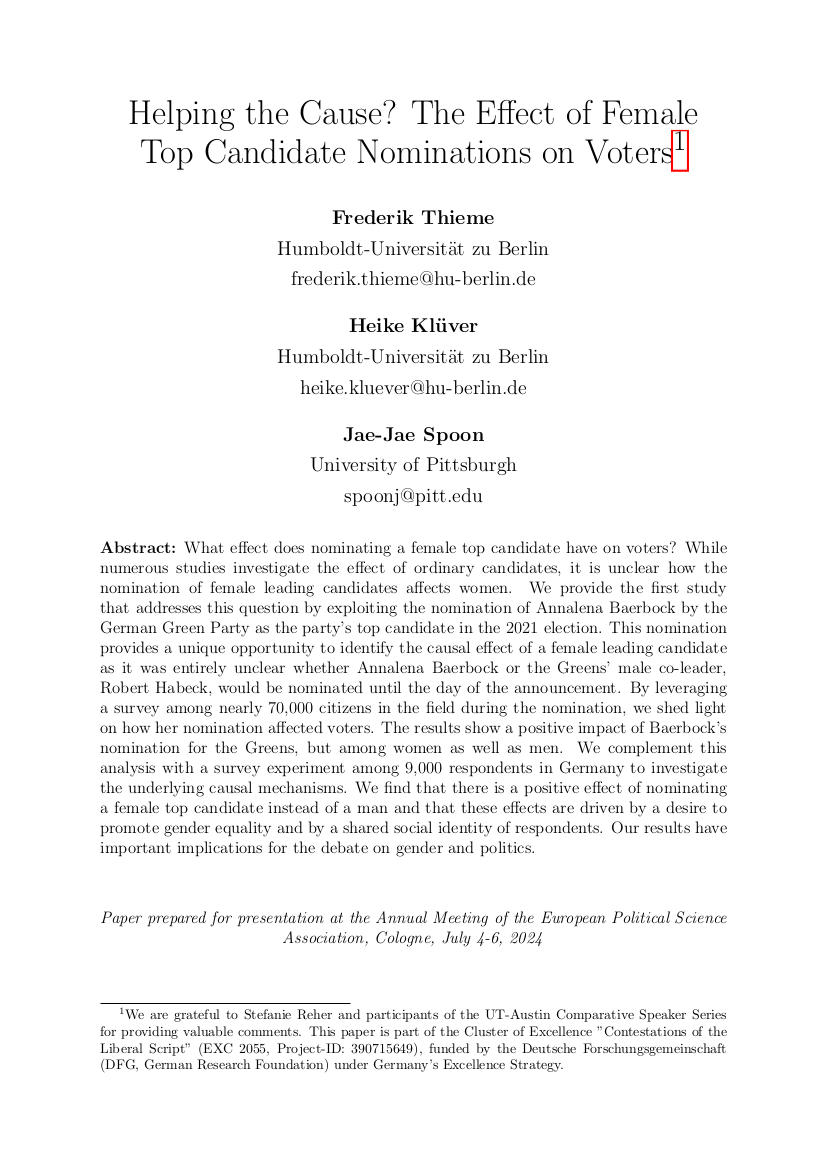 Helping the Cause? The Effect of Female
Top Candidate Nominations on Voters1
Frederik Thieme
Humboldt-Universität zu Berlin
frederik.thieme@hu-berlin.de
Heike Klüver
Humboldt-Universität zu Berlin
heike.kluever@hu-berlin.de
Jae-Jae Spoon
University of Pittsburgh
spoonj@pitt.edu
Abstract: What effect does nominating a female top candidate have on voters? While
numerous studies investigate the effect of ordinary candidates, it is unclear how the
nomination of female leading candidates affects women. We provide the first study
that addresses this question by exploiting the nomination of Annalena Baerbock by the
German Green Party as the party's top candidate in the 2021 election. This nomination
provides a unique opportunity to identify the causal effect of a female leading candidate
as it was entirely unclear whether Annalena Baerbock or the Greens' male co-leader,
Robert Habeck, would be nominated until the day of the announcement. By leveraging
a survey among nearly 70,000 citizens in the field during the nomination, we shed light
on how her nomination affected voters. The results show a positive impact of Baerbock's
nomination for the Greens, but among women as well as men. We complement this
analysis with a survey experiment among 9,000 respondents in Germany to investigate
the underlying causal mechanisms. We find that there is a positive effect of nominating
a female top candidate instead of a man and that these effects are driven by a desire to
promote gender equality and by a shared social identity of respondents. Our results have
important implications for the debate on gender and politics.
Paper prepared for presentation at the Annual Meeting of the European Political Science
Association, Cologne, July 4-6, 2024
1We are grateful to Stefanie Reher and participants of the UT-Austin Comparative Speaker Series
for providing valuable comments. This paper is part of the Cluster of Excellence ”Contestations of the
Liberal Script” (EXC 2055, Project-ID: 390715649), funded by the Deutsche Forschungsgemeinschaft
(DFG, German Research Foundation) under Germany's Excellence Strategy.